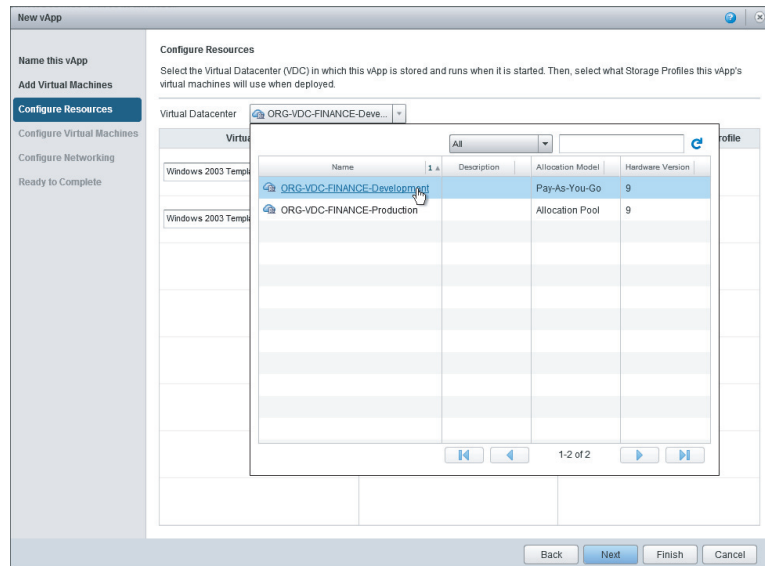 New vApp
Name this vApp
Add Virtual Machines
Configure Resources
Configure Virtual Machines
Configure Networking
Ready to Complete
Configure Resources
Select the Virtual Datacenter (VDC) in which this vApp is stored and runs when it is started. Then, select what Storage Profiles this vApp's
virtual machines will use when deployed.
Virtual Datacenter ORG-VDC-FINANCE-Deve...
Virtua
rofile
Windows 2003 Templa
Windows 2003 Templa
All
Name 1 Description Allocation Model Hardware Version
ORG-VDC-FINANCE-Development Pay-As-You-Go 9
ORG-VDC-FINANCE-Production Allocation Pool 9
1-2 of 2
Back Next Finish Cancel